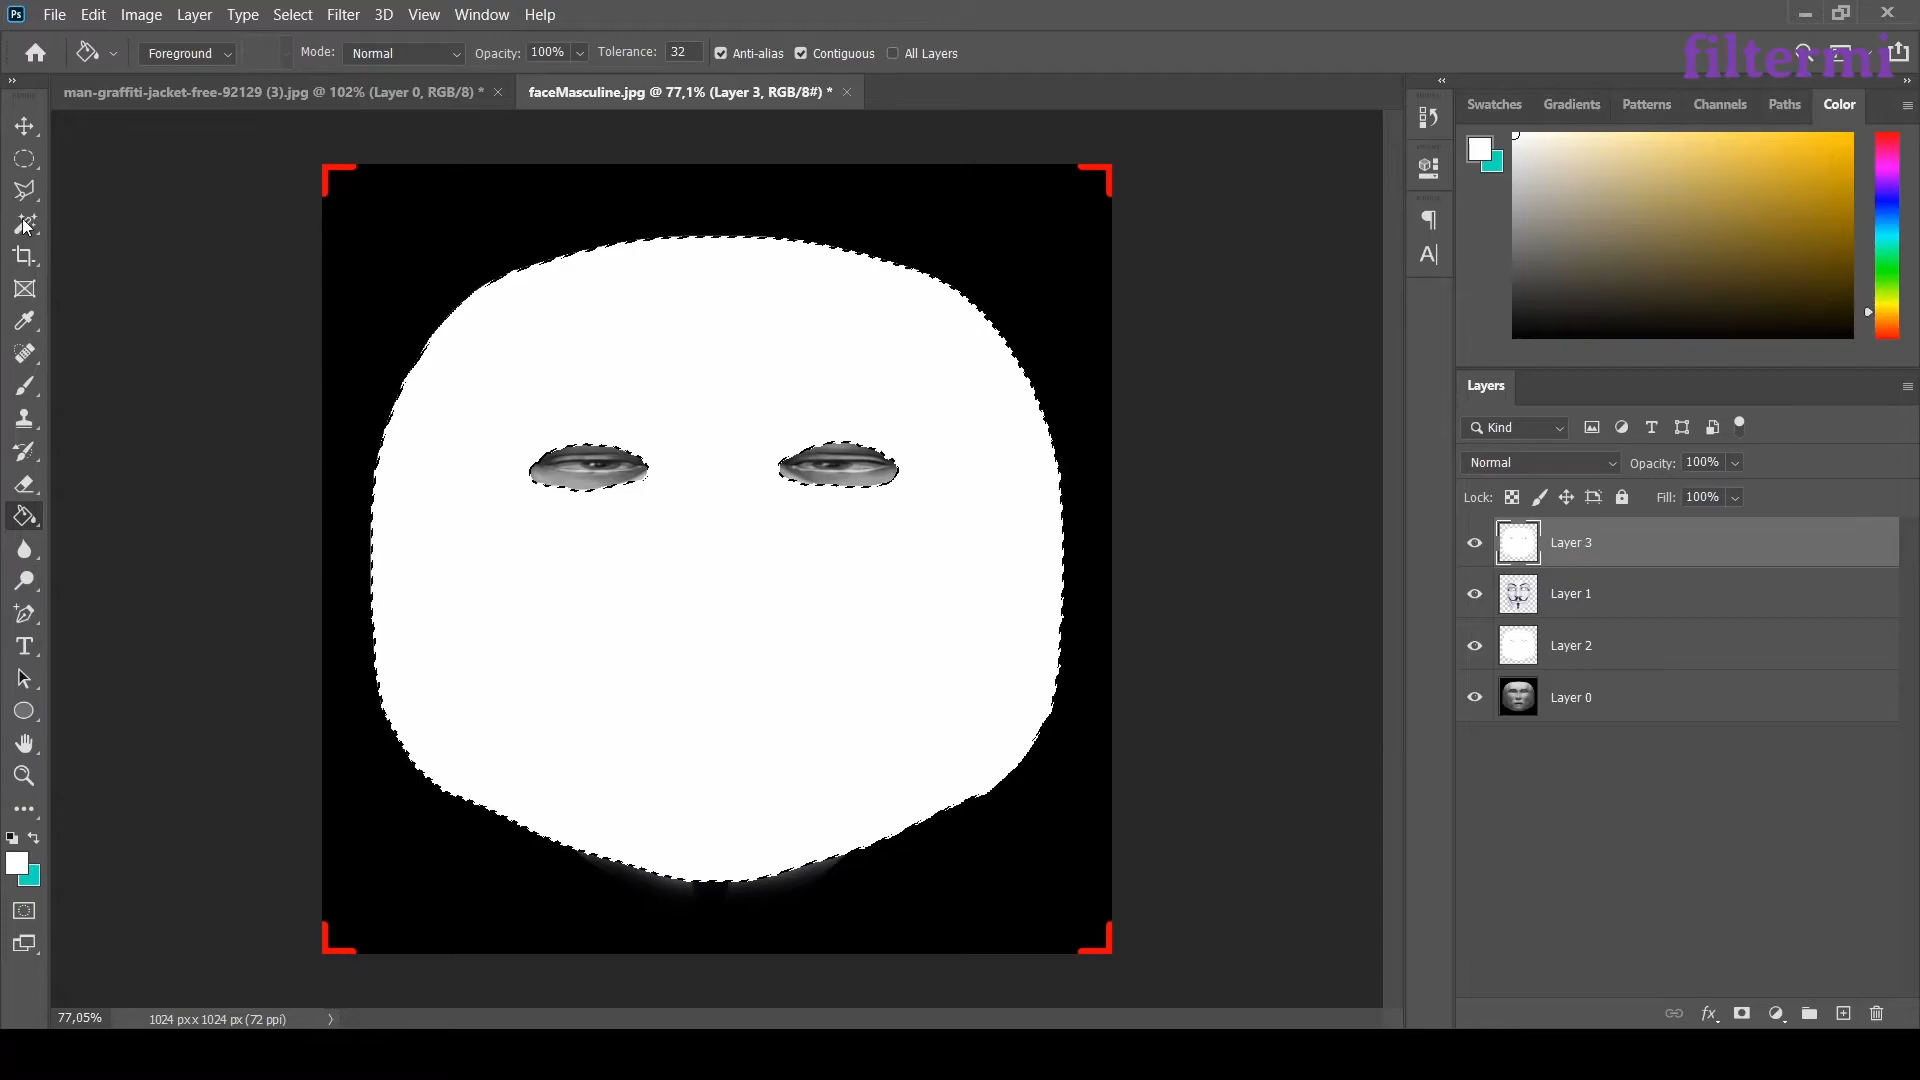 Ps File Edit Image Layer Type Select Filter 3D View Window Help
Foreground Mode: Normal Opacity: 100% Tolerance: 32 Anti-alias Contiguous All Layers
filtermi
man-graffiti-jacket-free-92129 (3).jpg @ 102% (Layer 0, RGB/8) * faceMasculine.jpg @ 77,1% (Layer 3, RGB/8#) *
Swatches Gradients Patterns Channels Paths Color
Layers
Kind
Normal Opacity: 100%
Lock: Fill: 100%
Layer 3
Layer 1
Layer 2
Layer 0
77,05% 1024 px x 1024 px (72 ppi)
fx